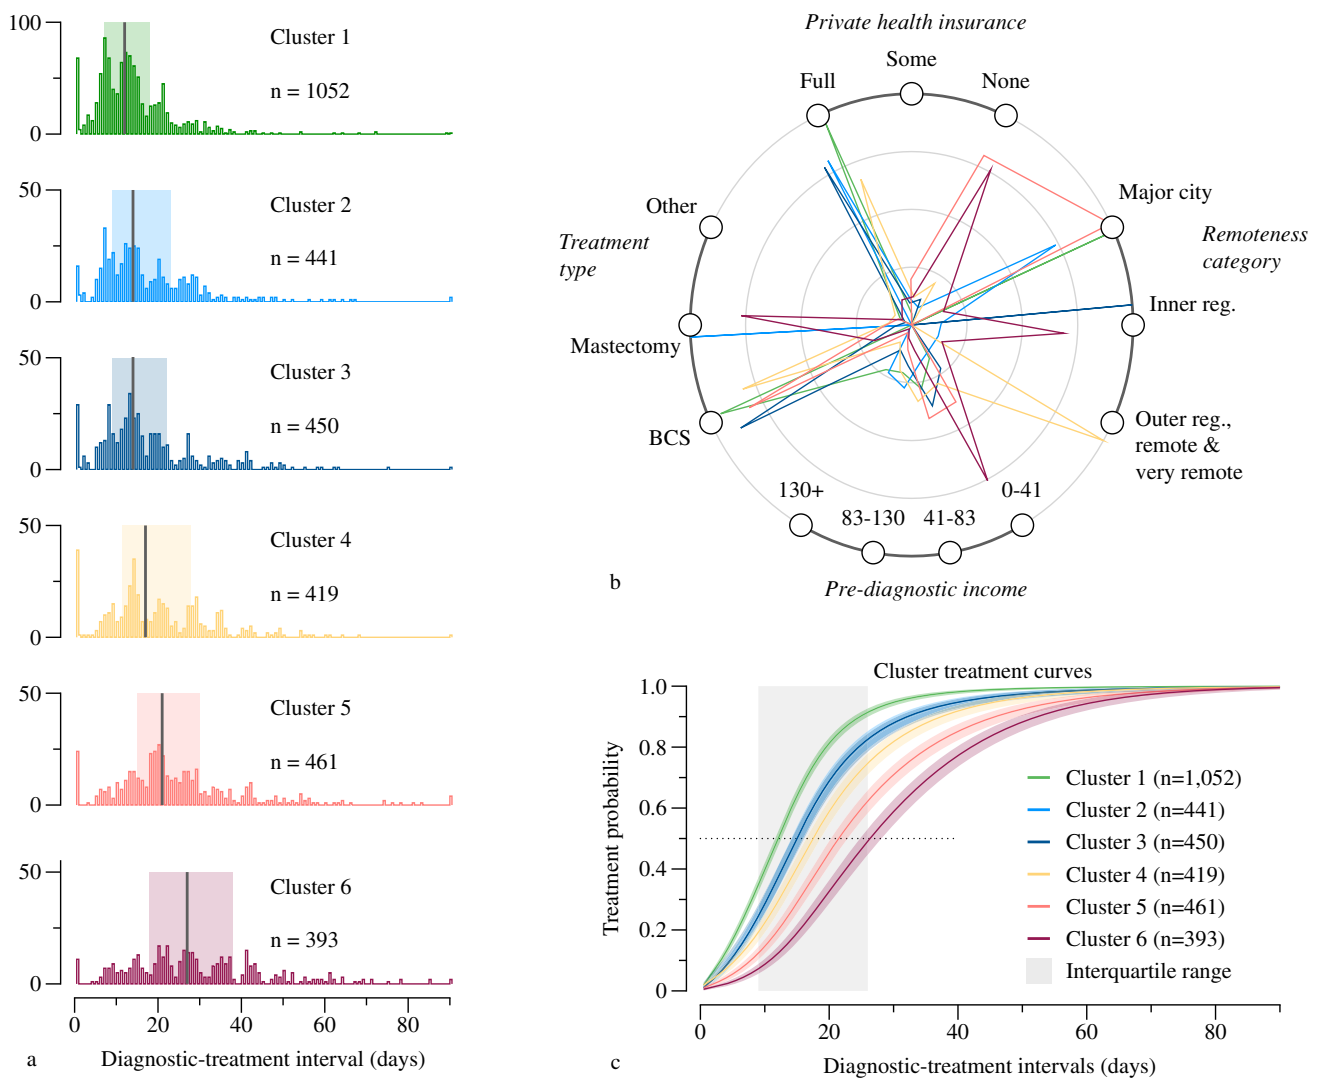 100
0
Cluster 1
n = 1052
50
0
Cluster 2
n = 441
50
0
Cluster 3
n = 450
50
0
Cluster 4
n = 419
50
0
Cluster 5
n = 461
50
0
Cluster 6
n = 393
0 20 40 60 80
a Diagnostic-treatment interval (days)
Private health insurance
Some
Full
None
Major city
Remoteness
category
Other
Treatment
type
Inner reg.
Mastectomy
Outer reg.,
remote &
very remote
BCS
130+
0-41
83-130
41-83
Pre-diagnostic income
b
Cluster treatment curves
1.0
0.8
0.6
0.4
0.2
0
Treatment probability
Cluster 1 (n=1,052)
Cluster 2 (n=441)
Cluster 3 (n=450)
Cluster 4 (n=419)
Cluster 5 (n=461)
Cluster 6 (n=393)
Interquartile range
0 20 40 60 80
c Diagnostic-treatment intervals (days)